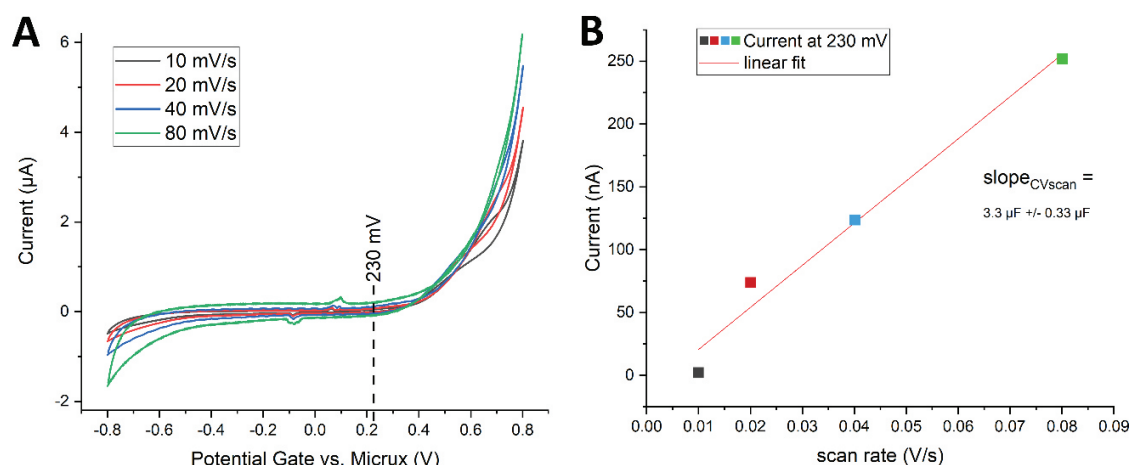 A
6
4
2
0
-2
Current (µA)
10 mV/s
20 mV/s
40 mV/s
80 mV/s
230 mV
-0.8 -0.6 -0.4 -0.2 0.0 0.2 0.4 0.6 0.8
Potential Gate vs. Micrux (V)
B
250
200
150
100
50
0
Current (nA)
Current at 230 mV
linear fit
slopeCVscan =
3.3 µF +/- 0.33 µF
0.00 0.01 0.02 0.03 0.04 0.05 0.06 0.07 0.08 0.09
scan rate (V/s)